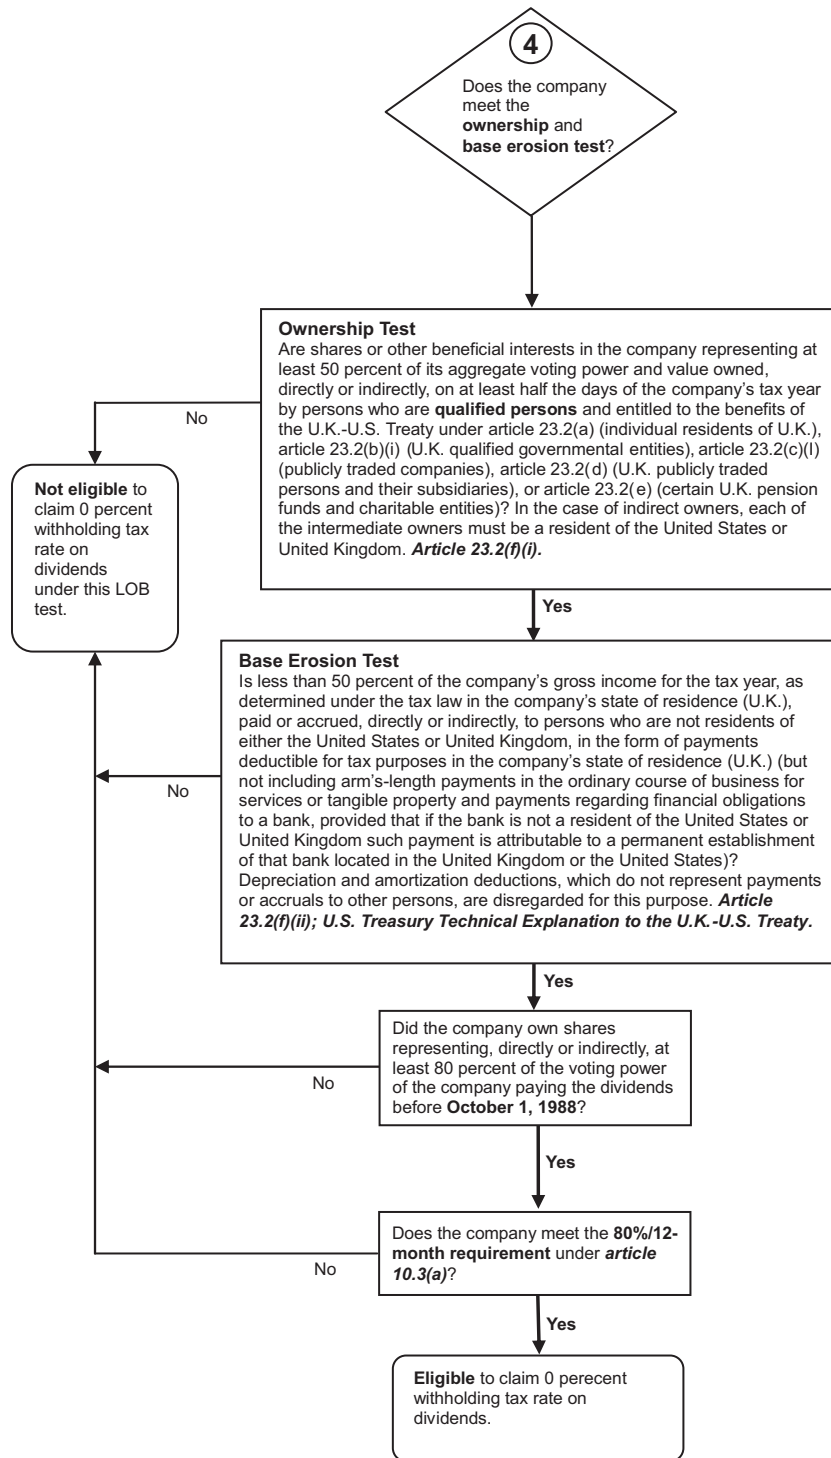 4
Does the company
meet the
ownership and
base erosion test?
Ownership Test
Are shares or other beneficial interests in the company representing at
least 50 percent of its aggregate voting power and value owned,
directly or indirectly, on at least half the days of the company’s tax year
by persons who are qualified persons and entitled to the benefits of
the U.K.-U.S. Treaty under article 23.2(a) (individual residents of U.K.),
article 23.2(b)(i) (U.K. qualified governmental entities), article 23.2(c)(I)
(publicly traded companies), article 23.2(d) (U.K. publicly traded
persons and their subsidiaries), or article 23.2(e) (certain U.K. pension
funds and charitable entities)? In the case of indirect owners, each of
the intermediate owners must be a resident of the United States or
United Kingdom. Article 23.2(f)(i).
No
Not eligible to
claim 0 percent
withholding tax
rate on
dividends
under this LOB
test.
Yes
Base Erosion Test
Is less than 50 percent of the company’s gross income for the tax year, as
determined under the tax law in the company’s state of residence (U.K.),
paid or accrued, directly or indirectly, to persons who are not residents of
either the United States or United Kingdom, in the form of payments
deductible for tax purposes in the company’s state of residence (U.K.) (but
not including arm’s-length payments in the ordinary course of business for
services or tangible property and payments regarding financial obligations
to a bank, provided that if the bank is not a resident of the United States or
United Kingdom such payment is attributable to a permanent establishment
of that bank located in the United Kingdom or the United States)?
Depreciation and amortization deductions, which do not represent payments
or accruals to other persons, are disregarded for this purpose. Article
23.2(f)(ii); U.S. Treasury Technical Explanation to the U.K.-U.S. Treaty.
No
Yes
Did the company own shares
representing, directly or indirectly, at
least 80 percent of the voting power
of the company paying the dividends
before October 1, 1988?
No
Yes
Does the company meet the 80%/12-
month requirement under article
10.3(a)?
No
Yes
Eligible to claim 0 perecent
withholding tax rate on
dividends.